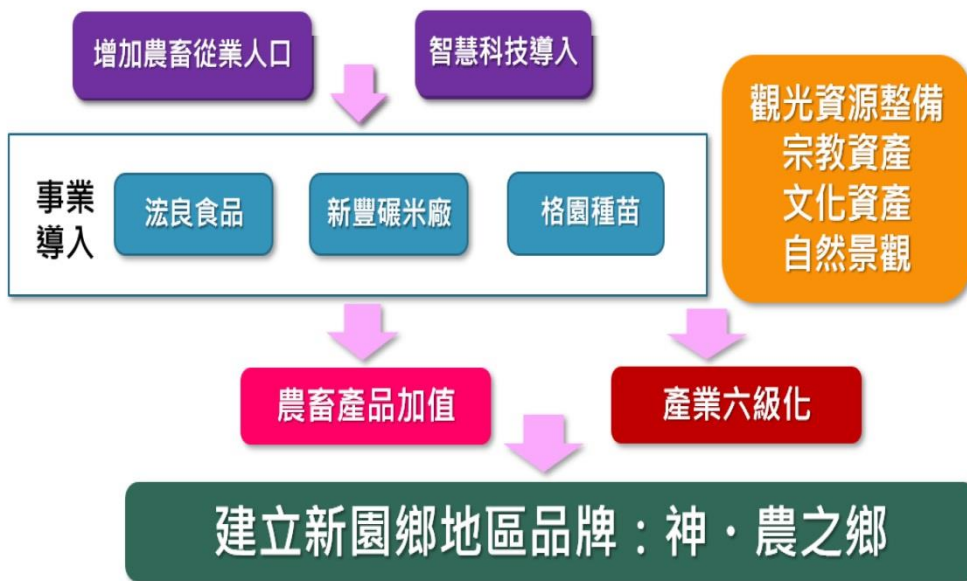 增加農畜從業人口
智慧科技導入
觀光資源整備
宗教資產
文化資產
自然景觀
事業
導入
浤良食品
新豐碾米廠
格園種苗
農畜產品加值
產業六級化
建立新園鄉地區品牌：神‧農之鄉